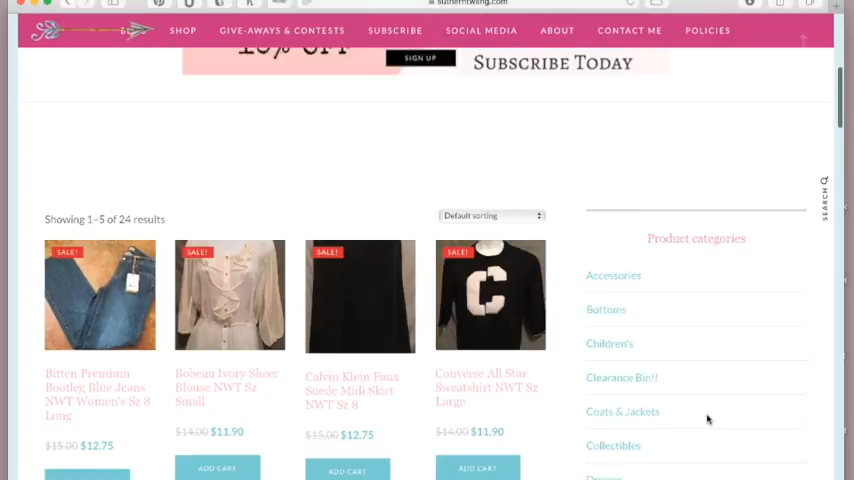 sutherntwang.com
SHOP GIVE-AWAYS & CONTESTS SUBSCRIBE SOCIAL MEDIA ABOUT CONTACT ME POLICIES
15% OFF
SIGN UP
SUBSCRIBE TODAY
SEARCH
Showing 1–5 of 24 results
Default sorting
Product categories
SALE! SALE! SALE! SALE!
C
Accessories
Bottoms
Children's
Clearance Bin!!
Coats & Jackets
Collectibles
Bitten Premium
Bootleg Blue Jeans
NWT Women's Sz 8
Long
$15.00 $12.75
Bobeau Ivory Sheer
Blouse NWT Sz
Small
$14.00 $11.90
ADD CART
Calvin Klein Faux
Suede Midi Skirt
NWT Sz 8
$15.00 $12.75
ADD CART
Converse All Star
Sweatshirt NWT Sz
Large
$14.00 $11.90
ADD CART